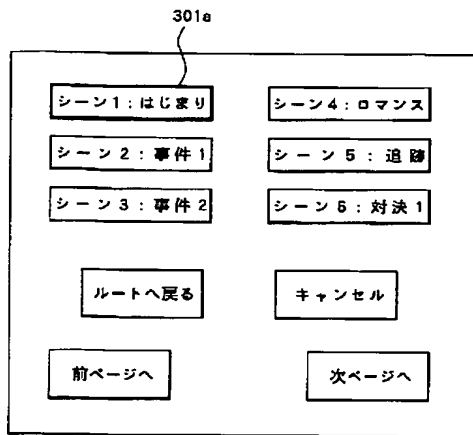 301a
シーン1：はじまり
シーン4：ロマンス
シーン2：事件1
シーン5：追跡
シーン3：事件2
シーン6：対決1
ルートへ戻る
キャンセル
前ページへ
次ページへ